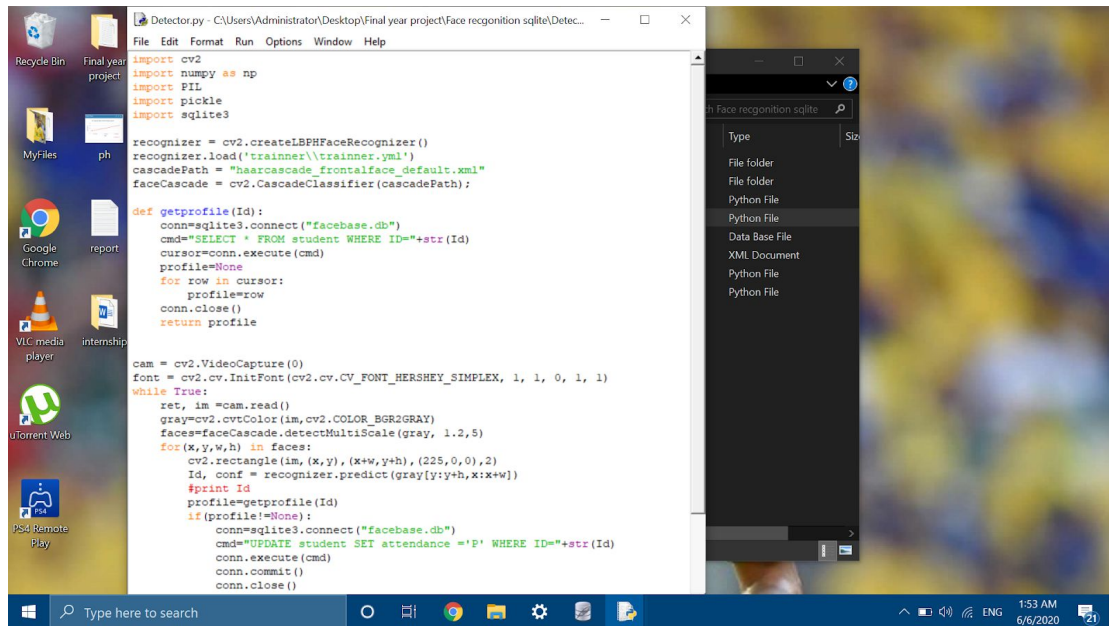 Detector.py - C:\Users\Administrator\Desktop\Final year project\Face recgonition sqlite\Detec...
File Edit Format Run Options Window Help
import cv2
import numpy as np
import PIL
import pickle
import sqlite3
recognizer = cv2.createLBPHFaceRecognizer()
recognizer.load('trainner\\trainner.yml')
cascadePath = "haarcascade_frontalface_default.xml"
faceCascade = cv2.CascadeClassifier(cascadePath);
def getprofile(Id):
    conn=sqlite3.connect("facebase.db")
    cmd="SELECT * FROM student WHERE ID="+str(Id)
    cursor=conn.execute(cmd)
    profile=None
    for row in cursor:
        profile=row
    conn.close()
    return profile
cam = cv2.VideoCapture(0)
font = cv2.cv.InitFont(cv2.cv.CV_FONT_HERSHEY_SIMPLEX, 1, 1, 0, 1, 1)
while True:
    ret, im =cam.read()
    gray=cv2.cvtColor(im,cv2.COLOR_BGR2GRAY)
    faces=faceCascade.detectMultiScale(gray, 1.2,5)
    for(x,y,w,h) in faces:
        cv2.rectangle(im,(x,y),(x+w,y+h),(225,0,0),2)
        Id, conf = recognizer.predict(gray[y:y+h,x:x+w])
        #print Id
        profile=getprofile(Id)
        if(profile!=None):
            conn=sqlite3.connect("facebase.db")
            cmd="UPDATE student SET attendance ='P' WHERE ID="+str(Id)
            conn.execute(cmd)
            conn.commit()
            conn.close()
Recycle Bin
Final year
project
MyFiles
ph
Google
Chrome
report
VLC media
player
internship
uTorrent Web
PS4
PS4 Remote
Play
ch Face recgonition sqlite
Type
Siz
File folder
File folder
Python File
Python File
Data Base File
XML Document
Python File
Python File
Type here to search
ENG
1:53 AM
6/6/2020
21